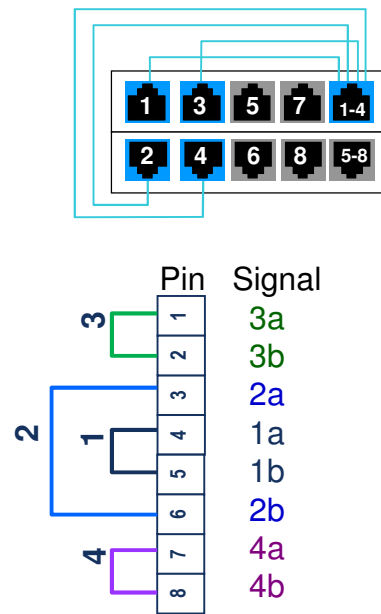 1 3 5 7 1-4
2 4 6 8 5-8
Pin Signal
3 1 3a
2 3b
3 2a
2 1 4 1a
5 1b
6 2b
4 7 4a
8 4b